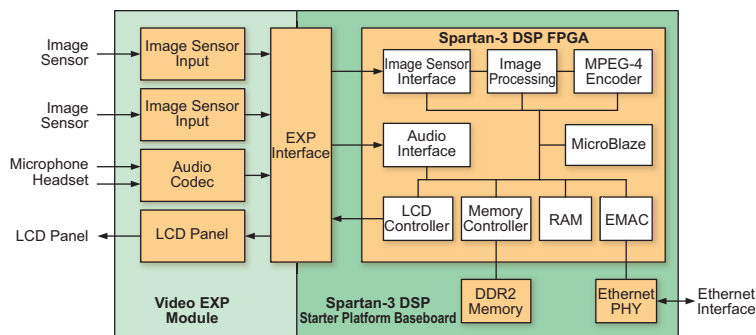 Image
Sensor
Image Sensor
Input
Image
Sensor
Image Sensor
Input
Microphone
Headset
Audio
Codec
LCD Panel
LCD Panel
Video EXP
Module
EXP
Interface
Spartan-3 DSP FPGA
Image Sensor
Interface
Image
Processing
MPEG-4
Encoder
Audio
Interface
MicroBlaze
LCD
Controller
Memory
Controller
RAM
EMAC
Spartan-3 DSP
Starter Platform Baseboard
DDR2
Memory
Ethernet
PHY
Ethernet
Interface